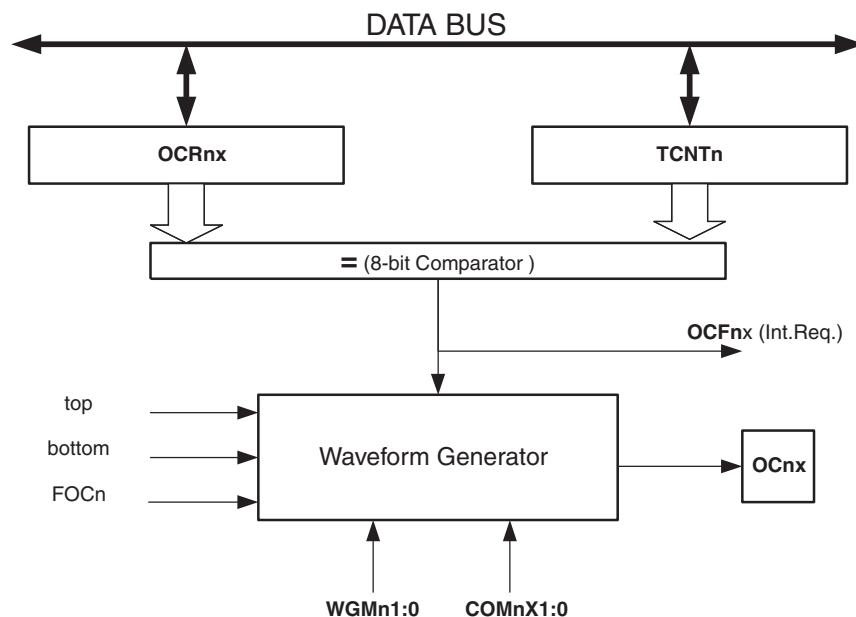 DATA BUS
OCRnx
TCNTn
= (8-bit Comparator )
OCFnx (Int.Req.)
top
bottom
FOCn
Waveform Generator
OCnx
WGMn1:0
COMnX1:0